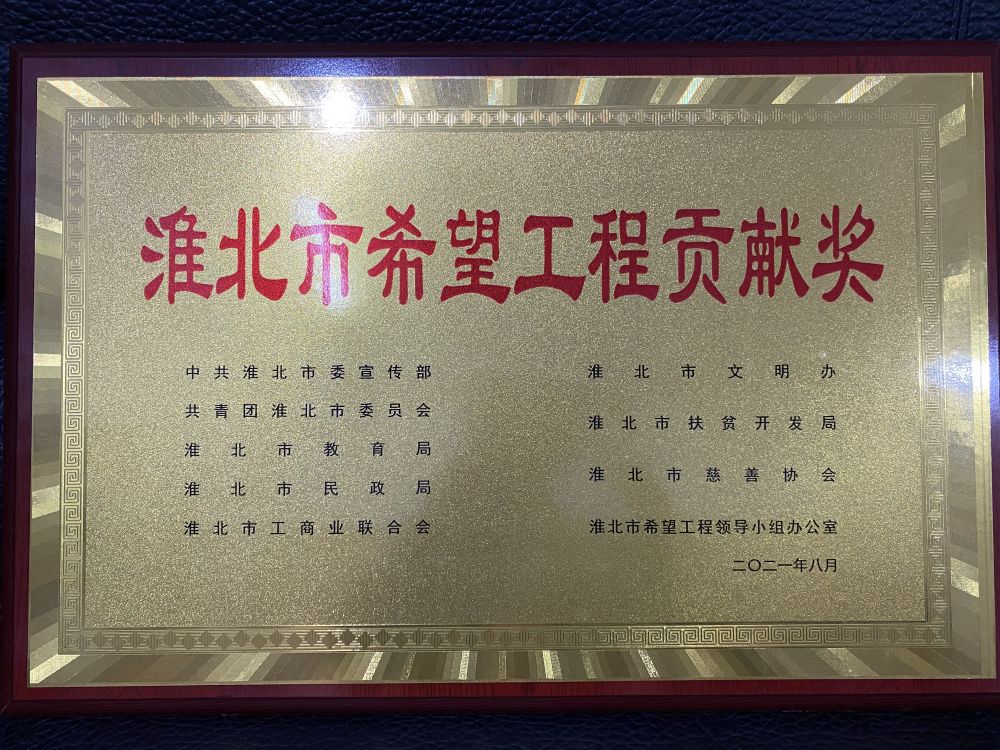 淮北市希望工程贡献奖
中共淮北市委宣传部
共青团淮北市委员会
淮北市教育局
淮北市民政局
淮北市工商业联合会
淮北市文明办
淮北市扶贫开发局
淮北市慈善协会
淮北市希望工程领导小组办公室
二〇二一年八月